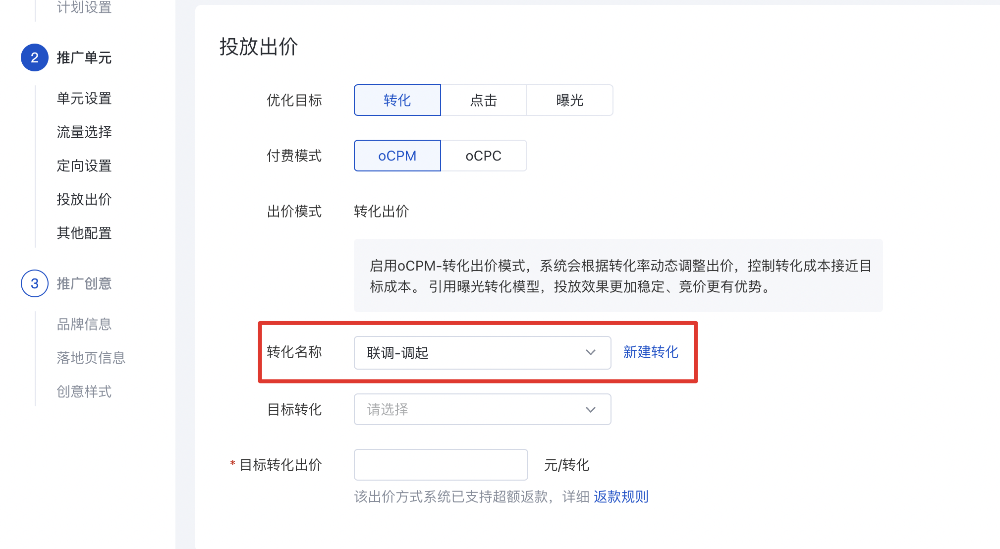 计划设置
2 推广单元
单元设置
流量选择
定向设置
投放出价
其他配置
3 推广创意
品牌信息
落地页信息
创意样式
投放出价
优化目标 转化 点击 曝光
付费模式 oCPM oCPC
出价模式 转化出价
启用oCPM-转化出价模式，系统会根据转化率动态调整出价，控制转化成本接近目
标成本。 引用曝光转化模型，投放效果更加稳定、竞价更有优势。
转化名称 联调-调起 新建转化
目标转化 请选择
* 目标转化出价 元/转化
该出价方式系统已支持超额返款，详细 返款规则